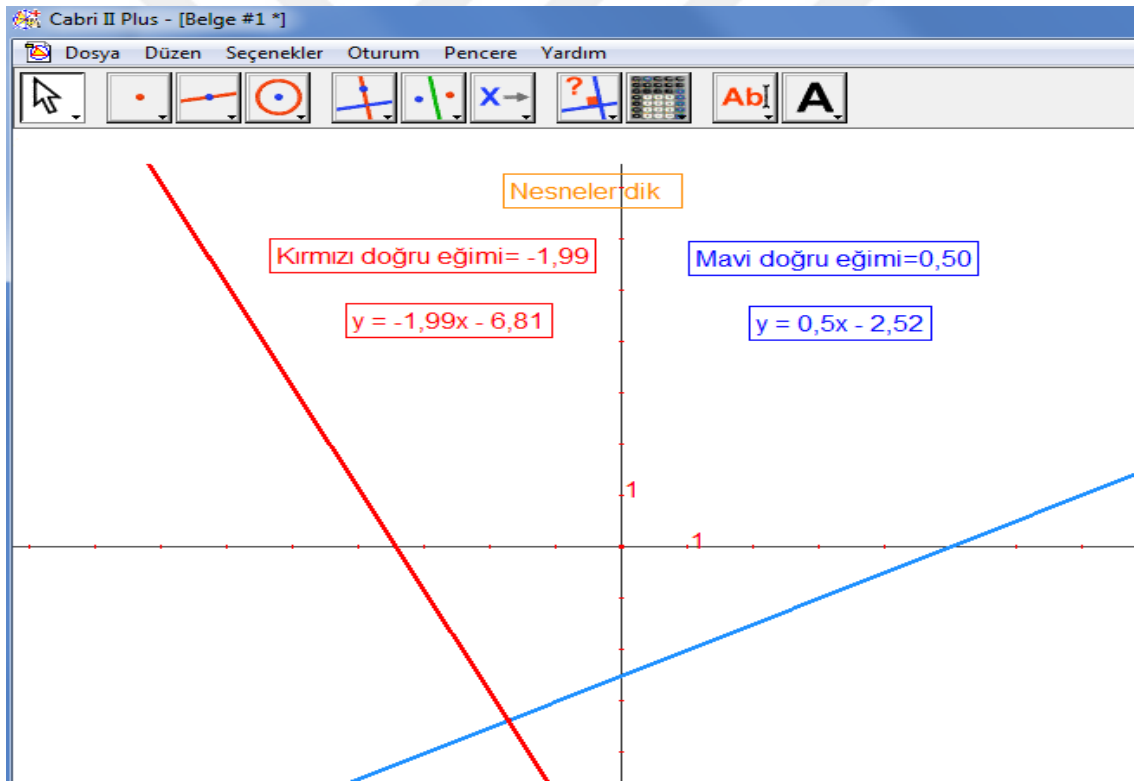 Cabri II Plus - [Belge #1 *]
Dosya Düzen Seçenekler Oturum Pencere Yardım
X ? Ab A
Nesneler dik
Kırmızı doğru eğimi= -1,99
Mavi doğru eğimi=0,50
y = -1,99x - 6,81
y = 0,5x - 2,52
1
1